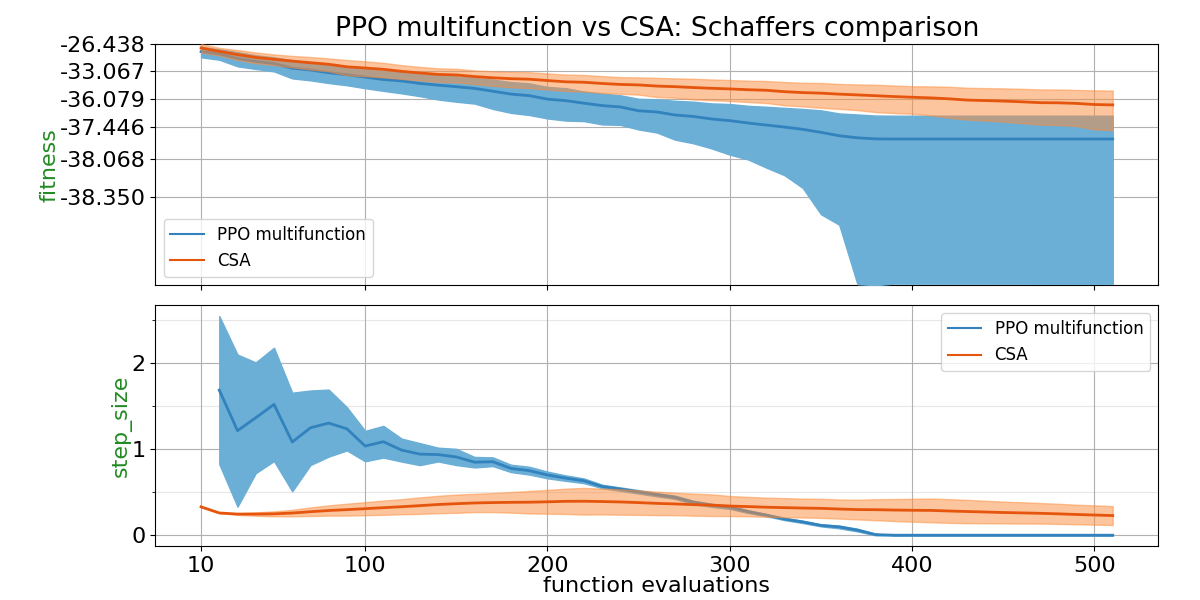 PPO multifunction vs CSA: Schaffers comparison
-26.438
-33.067
-36.079
-37.446
-38.068
-38.350
fitness
PPO multifunction
CSA
2
1
0
step_size
PPO multifunction
CSA
10
100
200
300
400
500
function evaluations